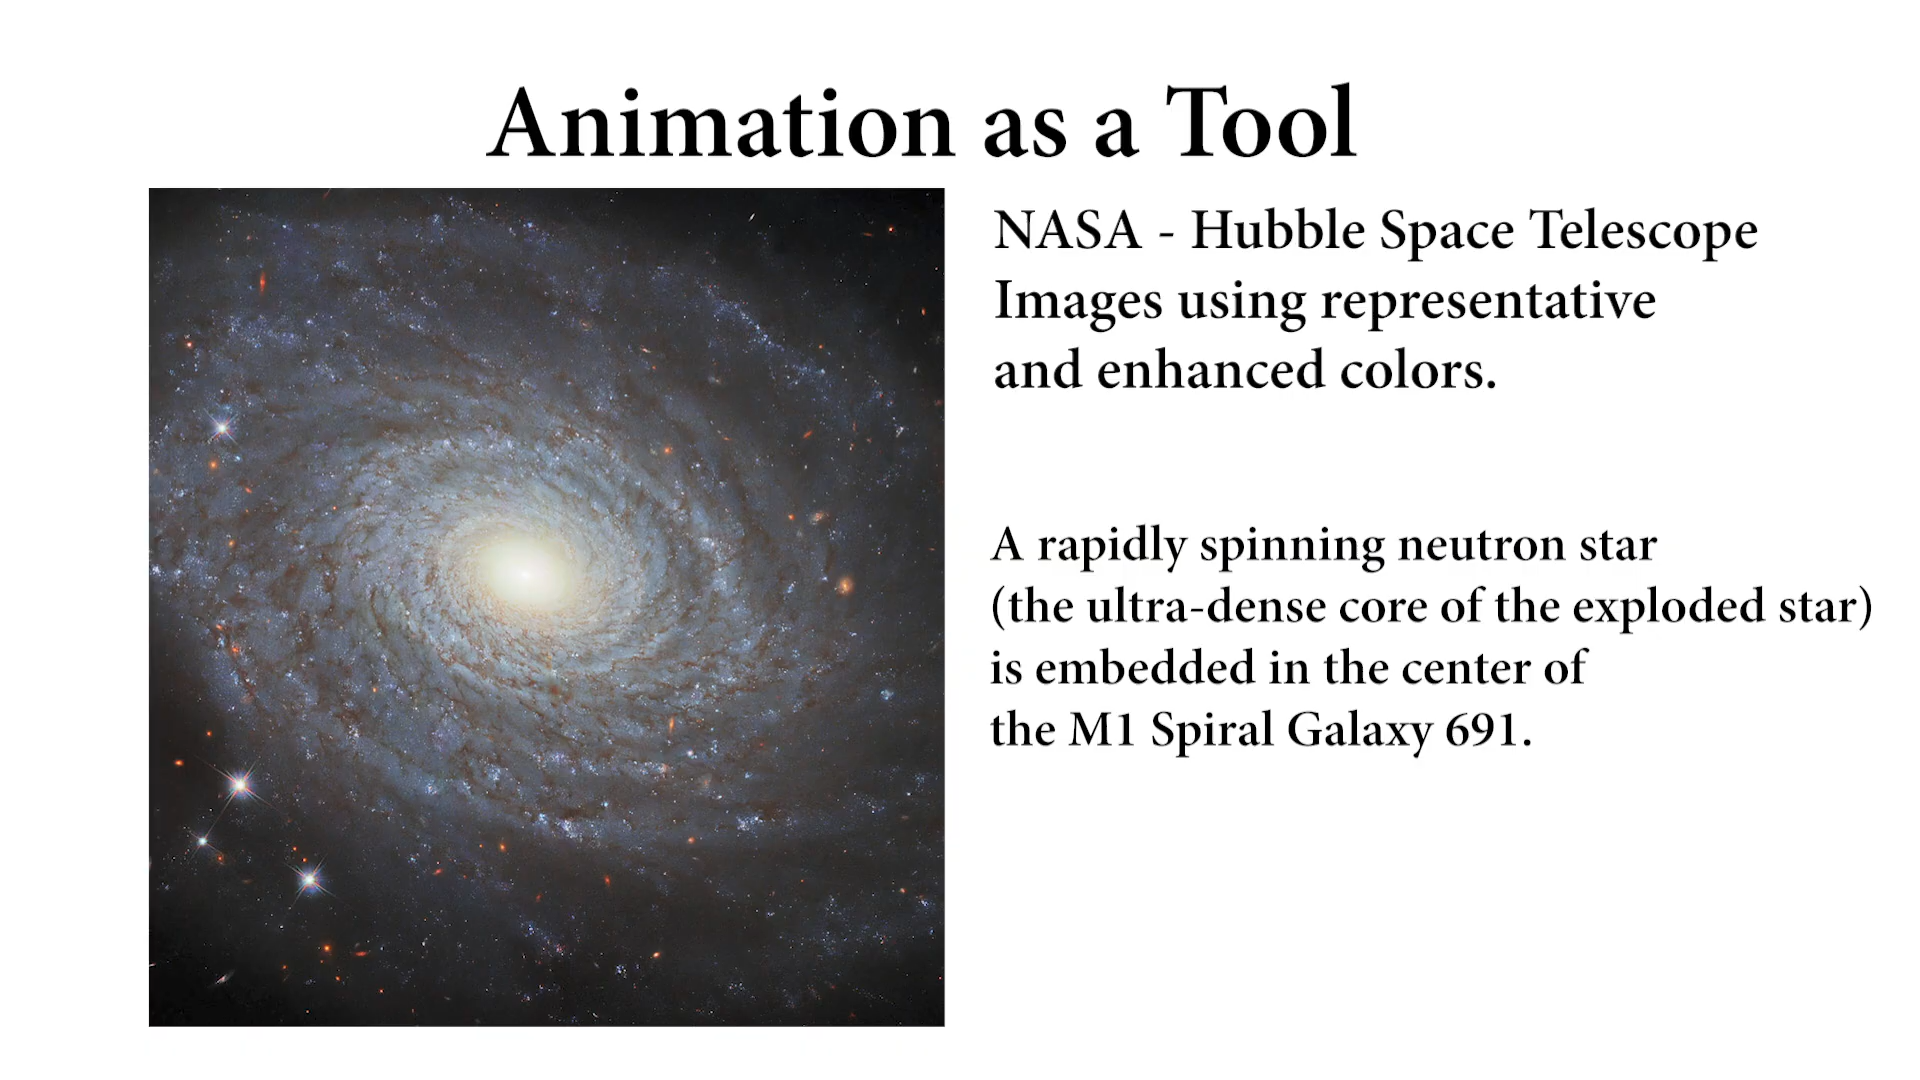 Animation as a Tool
NASA - Hubble Space Telescope
Images using representative
and enhanced colors.
A rapidly spinning neutron star
(the ultra-dense core of the exploded star)
is embedded in the center of
the M1 Spiral Galaxy 691.